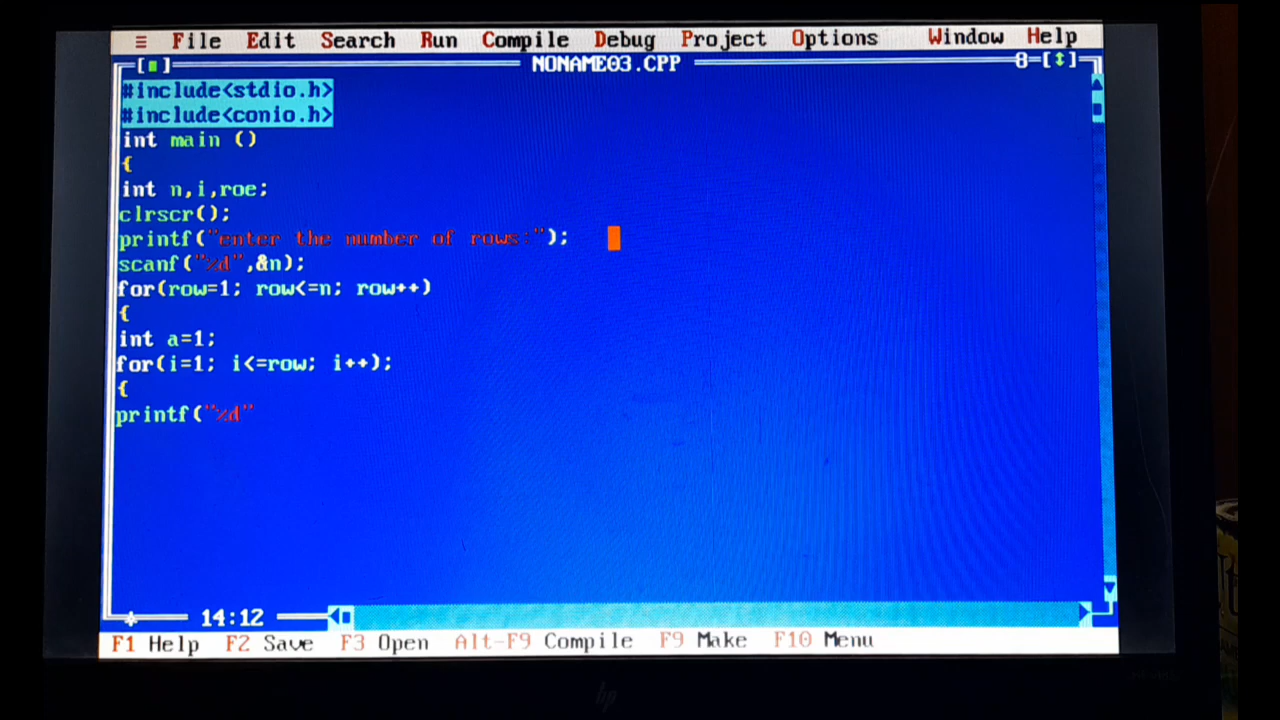 ≡ File Edit Search Run Compile Debug Project Options Window Help
[■] NONAME03.CPP 8=[↕]
#include<stdio.h>
#include<conio.h>
int main ()
{
int n,i,roe;
clrscr();
printf("enter the number of rows:");
scanf("%d",&n);
for(row=1; row<=n; row++)
{
int a=1;
for(i=1; i<=row; i++);
{
printf("%d"
14:12
F1 Help F2 Save F3 Open Alt-F9 Compile F9 Make F10 Menu
hp